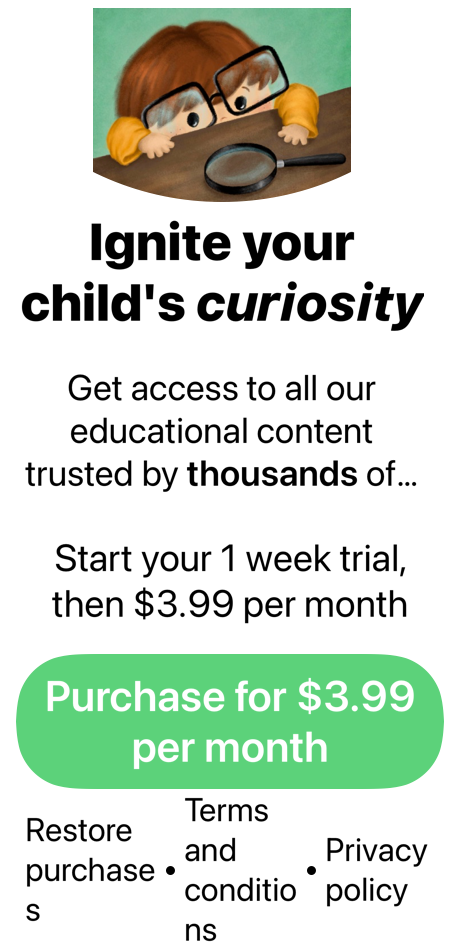 Ignite your
child's curiosity
Get access to all our
educational content
trusted by thousands of…
Start your 1 week trial,
then $3.99 per month
Purchase for $3.99
per month
Restore
purchase
s
•
Terms
and
conditio
ns
•
Privacy
policy